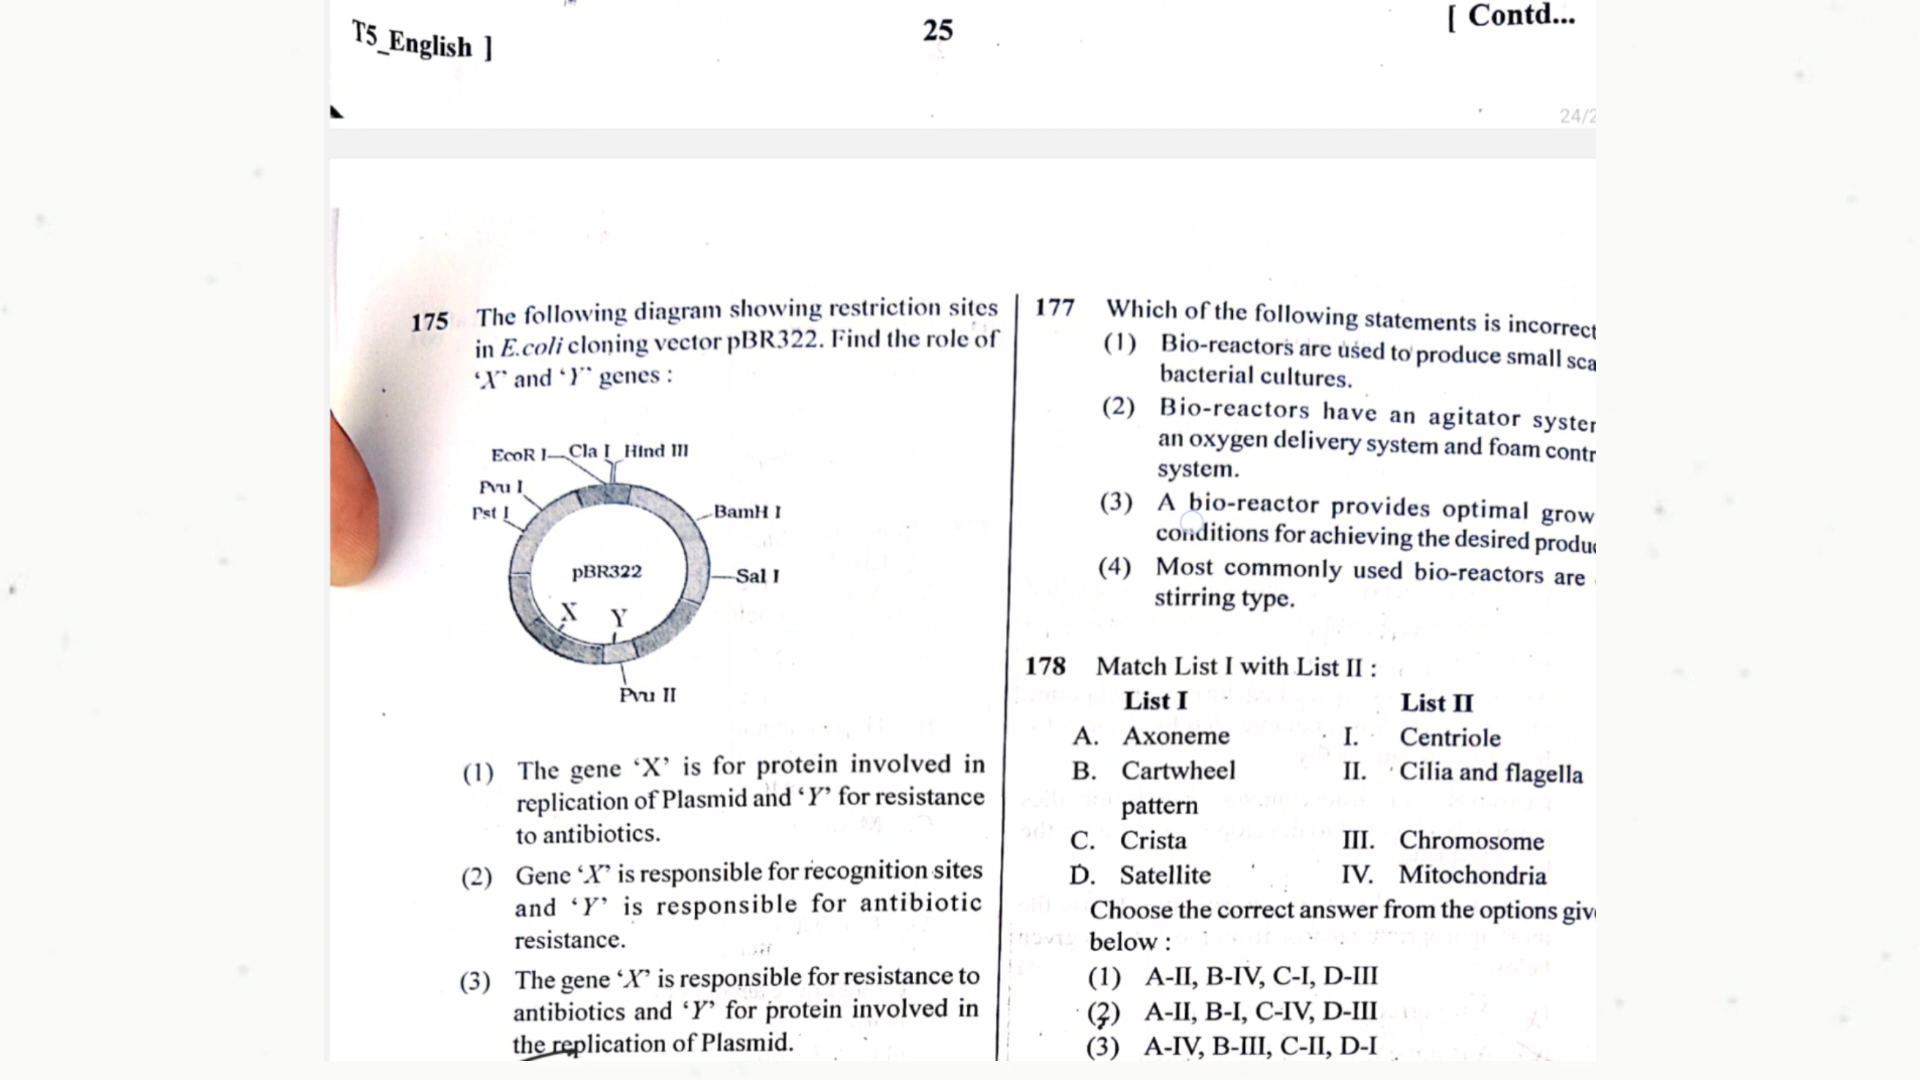 T5_English ]
25
[ Contd...
175 The following diagram showing restriction sites
in E.coli cloning vector pBR322. Find the role of
‘X’ and ‘Y’ genes :
EcoR I
Cla I
Hind III
Pvu I
Pst I
BamH I
pBR322
Sal I
X
Y
Pvu II
(1) The gene ‘X’ is for protein involved in
replication of Plasmid and ‘Y’ for resistance
to antibiotics.
(2) Gene ‘X’ is responsible for recognition sites
and ‘Y’ is responsible for antibiotic
resistance.
(3) The gene ‘X’ is responsible for resistance to
antibiotics and ‘Y’ for protein involved in
the replication of Plasmid.
177 Which of the following statements is incorrect
(1) Bio-reactors are used to produce small sca
bacterial cultures.
(2) Bio-reactors have an agitator syster
an oxygen delivery system and foam contr
system.
(3) A bio-reactor provides optimal grow
conditions for achieving the desired produ
(4) Most commonly used bio-reactors are
stirring type.
178 Match List I with List II :
List I List II
A. Axoneme I. Centriole
B. Cartwheel II. Cilia and flagella
pattern
C. Crista III. Chromosome
D. Satellite IV. Mitochondria
Choose the correct answer from the options giv
below :
(1) A-II, B-IV, C-I, D-III
(2) A-II, B-I, C-IV, D-III
(3) A-IV, B-III, C-II, D-I